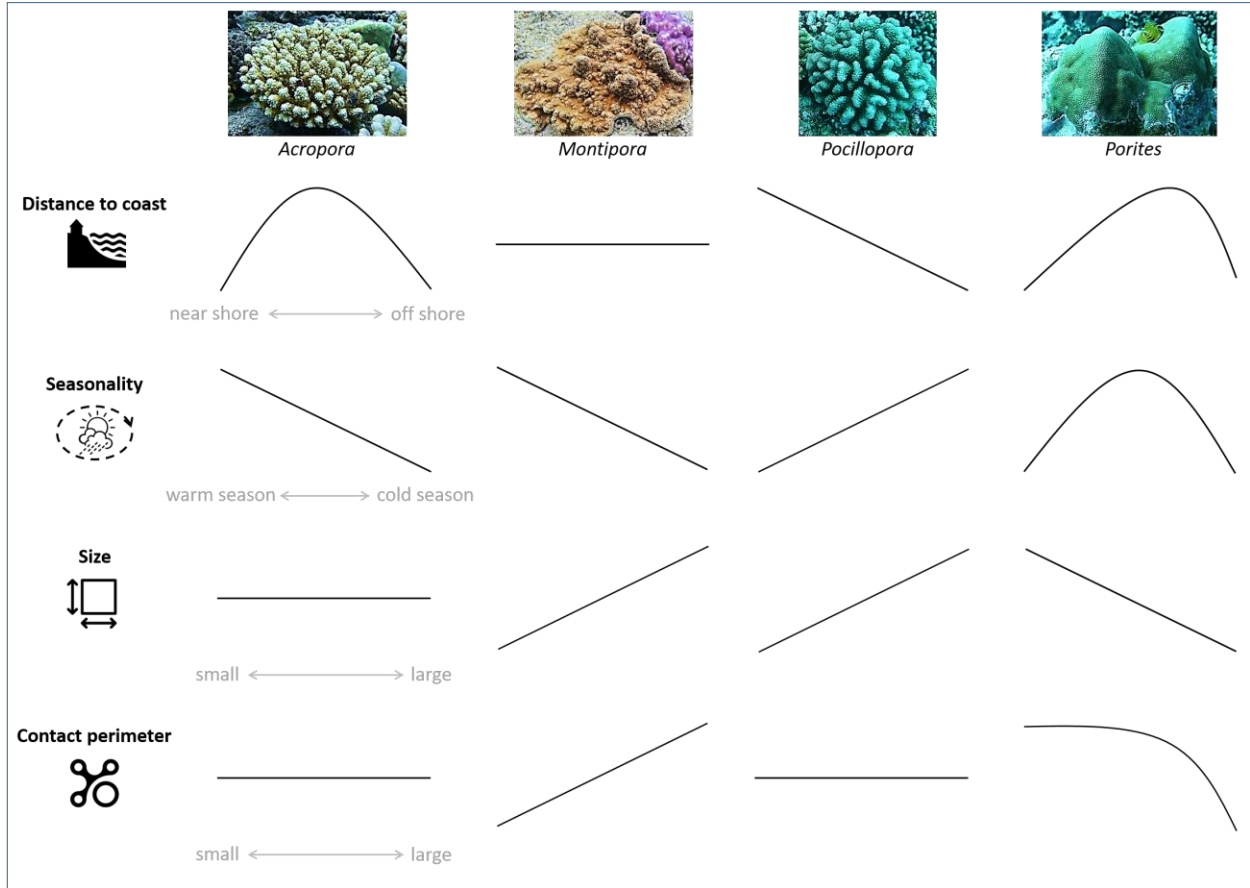 Acropora Montipora Pocillopora Porites
Distance to coast
near shore off shore
Seasonality
warm season cold season
Size
small large
Contact perimeter
small large